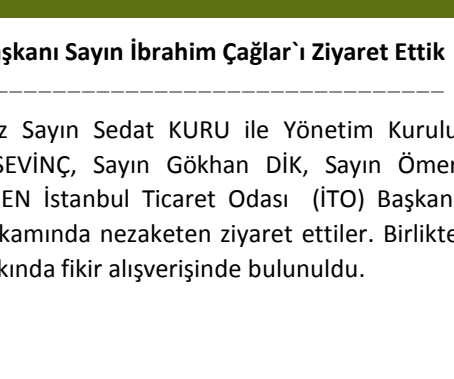 aşkanı Sayın İbrahim Çağlar`ı Ziyaret Ettik
z Sayın Sedat KURU ile Yönetim Kurulu
SEVİNÇ, Sayın Gökhan DİK, Sayın Ömer
EN İstanbul Ticaret Odası (İTO) Başkan
kamında nezaketen ziyaret ettiler. Birlikte
kında fikir alışverişinde bulunuldu.